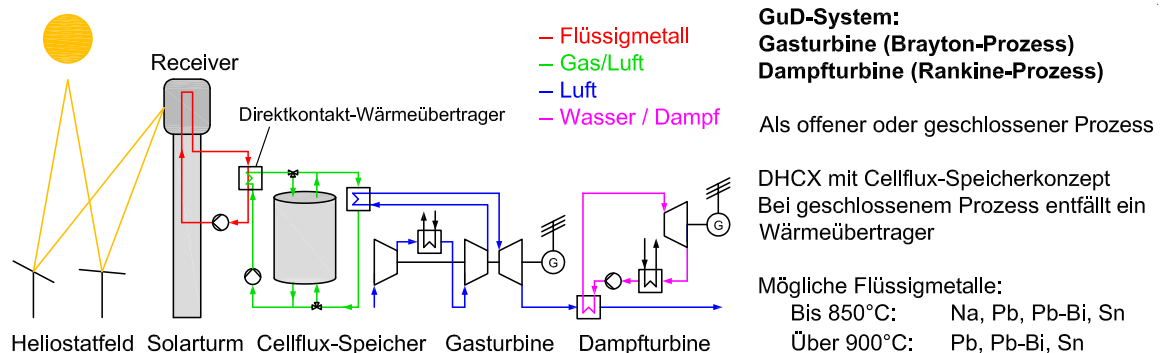 Receiver
Direktkontakt-Wärmeübertrager
– Flüssigmetall
– Gas/Luft
– Luft
– Wasser / Dampf
G
G
Heliostatfeld Solarturm Cellflux-Speicher Gasturbine Dampfturbine
GuD-System:
Gasturbine (Brayton-Prozess)
Dampfturbine (Rankine-Prozess)
Als offener oder geschlossener Prozess
DHCX mit Cellflux-Speicherkonzept
Bei geschlossenem Prozess entfällt ein
Wärmeübertrager
Mögliche Flüssigmetalle:
Bis 850°C: Na, Pb, Pb-Bi, Sn
Über 900°C: Pb, Pb-Bi, Sn